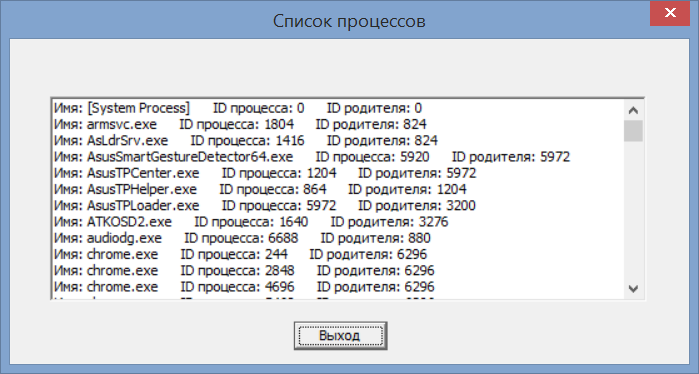 Список процессов
Имя: [System Process] ID процесса: 0 ID родителя: 0
Имя: armsvc.exe ID процесса: 1804 ID родителя: 824
Имя: AsLdrSrv.exe ID процесса: 1416 ID родителя: 824
Имя: AsusSmartGestureDetector64.exe ID процесса: 5920 ID родителя: 5972
Имя: AsusTPCenter.exe ID процесса: 1204 ID родителя: 5972
Имя: AsusTPHelper.exe ID процесса: 864 ID родителя: 1204
Имя: AsusTPLoader.exe ID процесса: 5972 ID родителя: 3200
Имя: ATKOSD2.exe ID процесса: 1640 ID родителя: 3276
Имя: audiodg.exe ID процесса: 6688 ID родителя: 880
Имя: chrome.exe ID процесса: 244 ID родителя: 6296
Имя: chrome.exe ID процесса: 2848 ID родителя: 6296
Имя: chrome.exe ID процесса: 4696 ID родителя: 6296
Выход